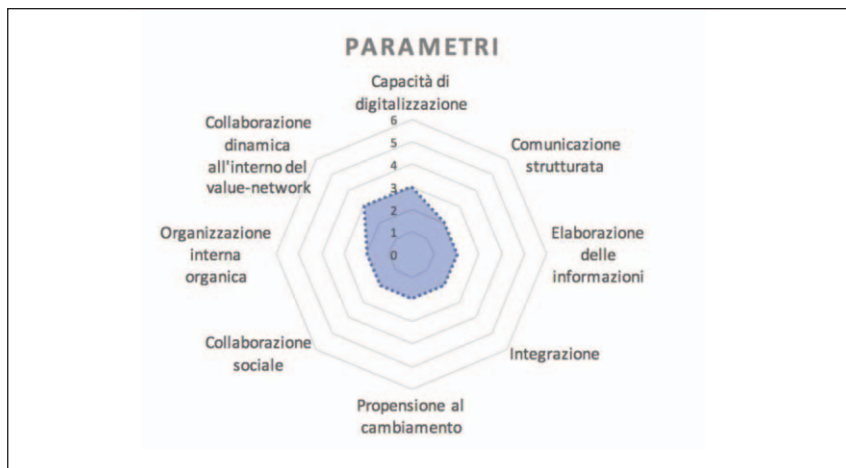 PARAMETRI
Capacità di
digitalizzazione
Comunicazione
strutturata
Elaborazione
delle
informazioni
Integrazione
Propensione al
cambiamento
Collaborazione
sociale
Organizzazione
interna
organica
Collaborazione
dinamica
all'interno del
value-network
6
5
4
3
2
1
0